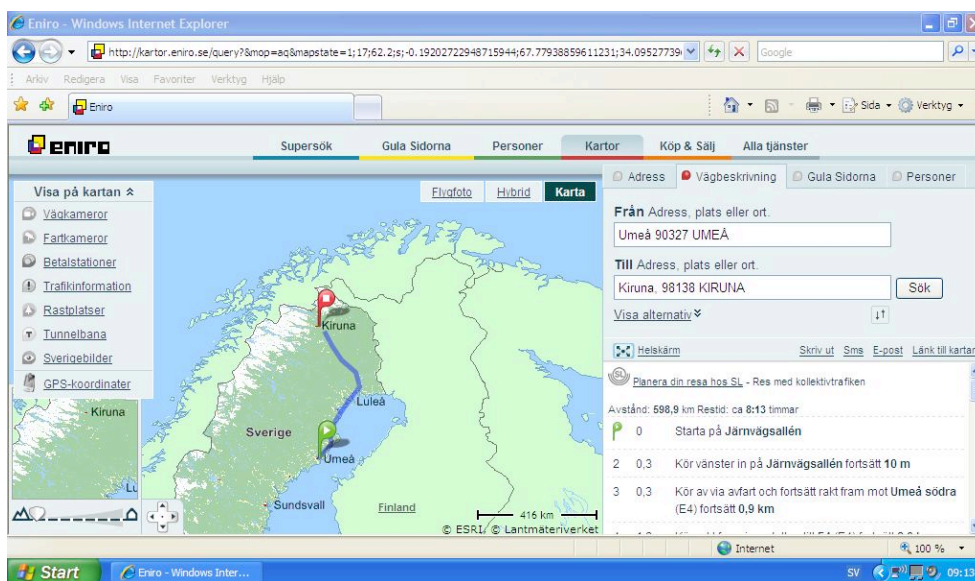 Eniro - Windows Internet Explorer
http://kartor.eniro.se/query?&mop=aq&mapstate=1;17;62.2;s;-0.19202722948715944;67.77938859611231;34.09527739
Google
Arkiv Redigera Visa Favoriter Verktyg Hjälp
Eniro
Sida Verktyg
eniro
Supersök Gula Sidorna Personer Kartor Köp & Sälj Alla tjänster
Visa på kartan
Vägkameror
Fartkameror
Betalstationer
Trafikinformation
Rastplatser
Tunnelbana
Sverigebilder
GPS-koordinater
Kiruna
Lu
Flygfoto Hybrid Karta
Kiruna
Luleå
Sverige
Umeå
Sundsvall
Finland
416 km
© ESRI, © Lantmäteriverket
Adress Vägbeskrivning Gula Sidorna Personer
Från Adress, plats eller ort.
Umeå 90327 UMEÅ
Till Adress, plats eller ort.
Kiruna, 98138 KIRUNA
Sök
Visa alternativ
Helskärm Skriv ut Sms E-post Länk till kartan
SL
Planera din resa hos SL - Res med kollektivtrafiken
Avstånd: 598,9 km Restid: ca 8:13 timmar
0 Starta på Järnvägsallén
2 0,3 Kör vänster in på Järnvägsallén fortsätt 10 m
3 0,3 Kör av via avfart och fortsätt rakt fram mot Umeå södra
(E4) fortsätt 0,9 km
Internet
100 %
Start
Eniro - Windows Inter...
SV
09:13